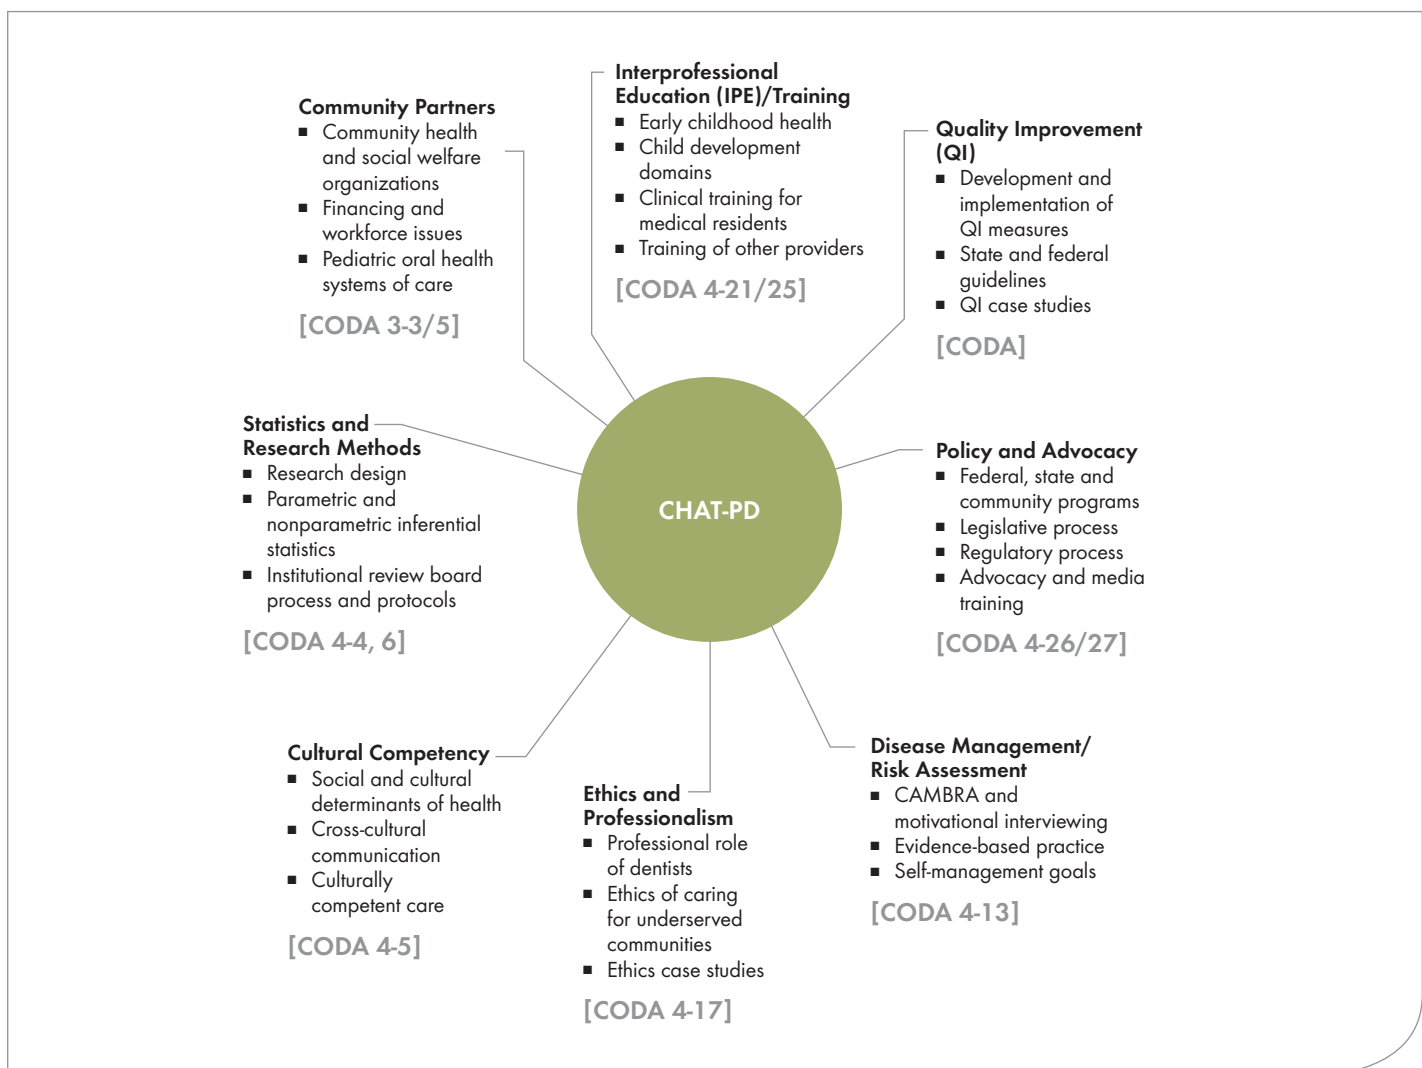 Community Partners
■ Community health
and social welfare
organizations
■ Financing and
workforce issues
■ Pediatric oral health
systems of care
[CODA 3-3/5]
Interprofessional
Education (IPE)/Training
■ Early childhood health
■ Child development
domains
■ Clinical training for
medical residents
■ Training of other providers
[CODA 4-21/25]
Quality Improvement
(QI)
■ Development and
implementation of
QI measures
■ State and federal
guidelines
■ QI case studies
[CODA]
Statistics and
Research Methods
■ Research design
■ Parametric and
nonparametric inferential
statistics
■ Institutional review board
process and protocols
[CODA 4-4, 6]
CHAT-PD
Policy and Advocacy
■ Federal, state and
community programs
■ Legislative process
■ Regulatory process
■ Advocacy and media
training
[CODA 4-26/27]
Cultural Competency
■ Social and cultural
determinants of health
■ Cross-cultural
communication
■ Culturally
competent care
[CODA 4-5]
Ethics and
Professionalism
■ Professional role
of dentists
■ Ethics of caring
for underserved
communities
■ Ethics case studies
[CODA 4-17]
Disease Management/
Risk Assessment
■ CAMBRA and
motivational interviewing
■ Evidence-based practice
■ Self-management goals
[CODA 4-13]